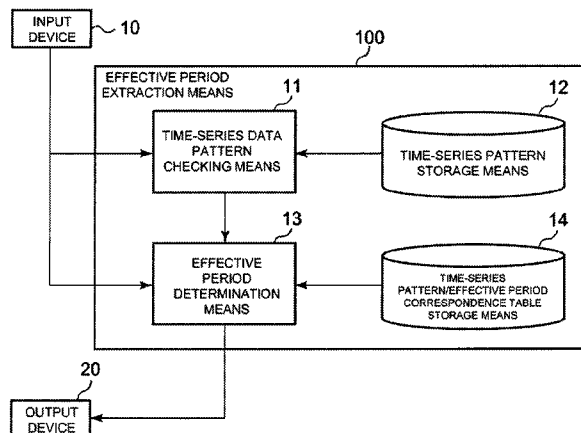 INPUT
DEVICE
10
100
EFFECTIVE PERIOD
EXTRACTION MEANS
11
TIME-SERIES DATA
PATTERN
CHECKING MEANS
12
TIME-SERIES PATTERN
STORAGE MEANS
13
EFFECTIVE
PERIOD
DETERMINATION
MEANS
14
TIME-SERIES
PATTERN/EFFECTIVE PERIOD
CORRESPONDENCE TABLE
STORAGE MEANS
20
OUTPUT
DEVICE